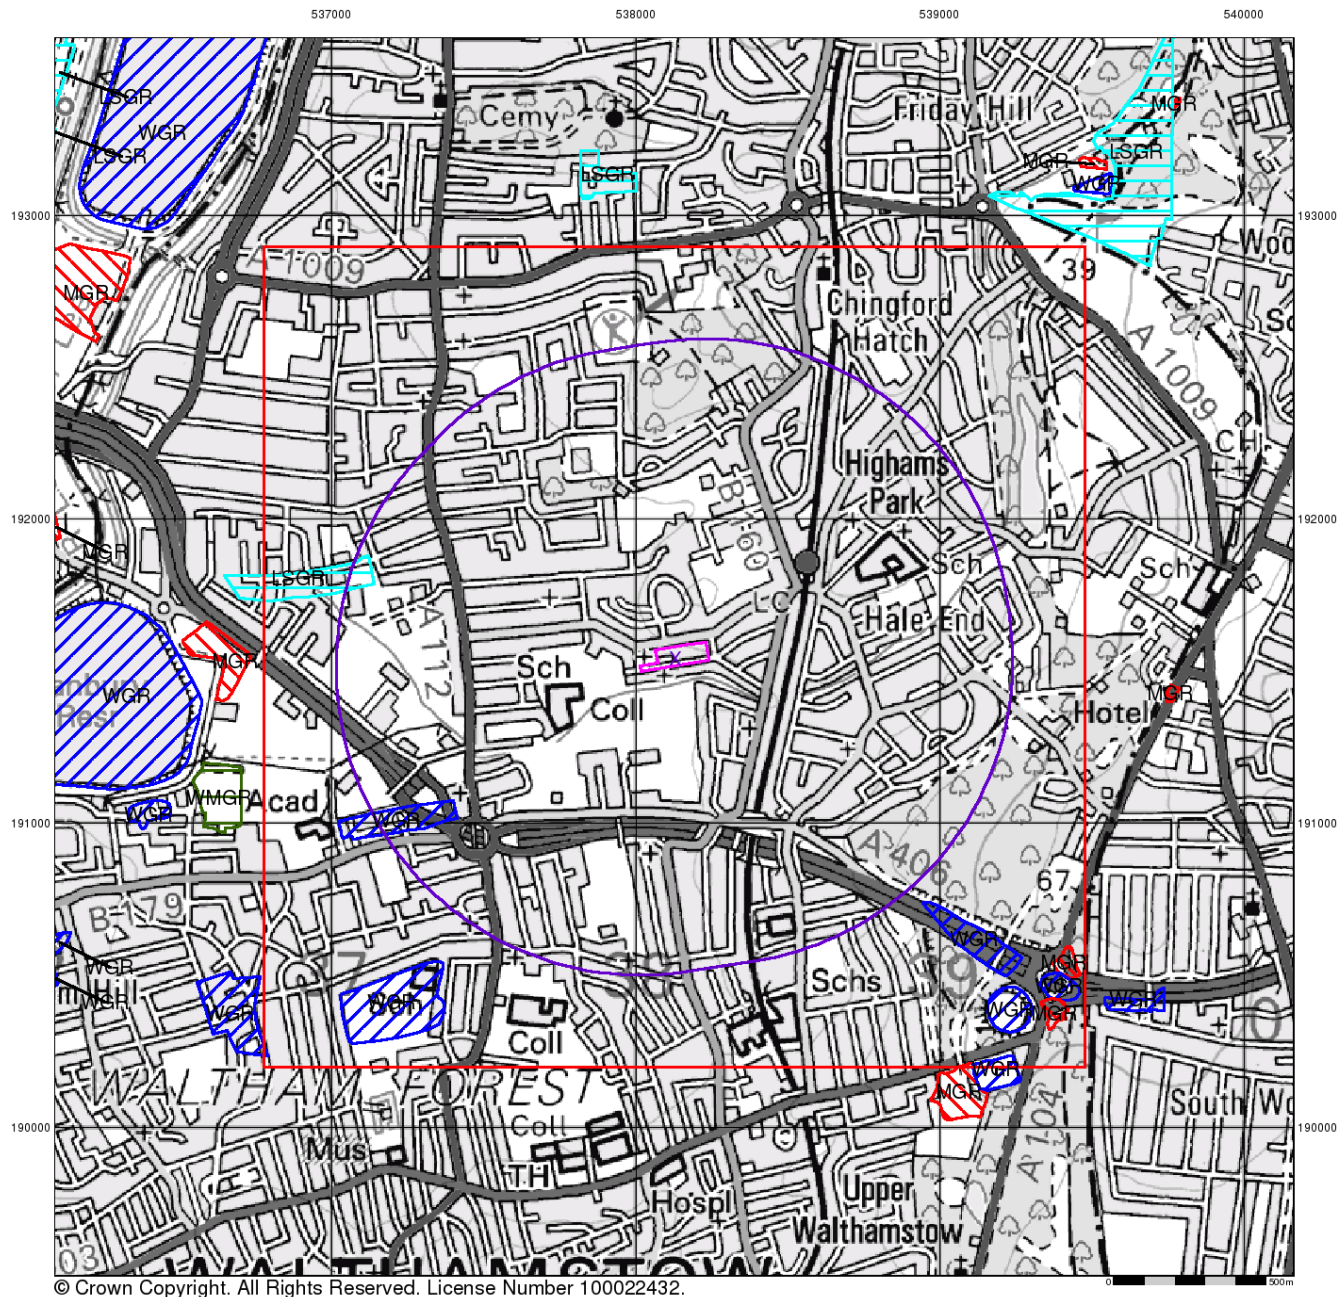 537000 538000 539000 540000
LSGR
WGR
LSGR
Cemy
Friday Hill
MGR
LSGR
MGR
LSGR
WGR
193000
193000
A 1009
MGR
39
Chingford
Hatch
A 1009
CH
Highams
Park
B 160
192000
192000
MGR
LSGR
Sch
Sch
LC
Hale End
A 112
MGR
Sch
Coll
WGR
MGR
Hotel
WMGR
Acad
WGR
WGR
191000
191000
A 406
67
B 179
WGR
MGR
WGR
WGR
Schs
WGR
WGR
WGR
WGR
MGR
Coll
WGR
MGR
WALTHAM FOREST
Coll
A 104
South W
190000
190000
Mus
TH
Hospl
Upper
Walthamstow
03
WALTHAMSTOW
0 500m
© Crown Copyright. All Rights Reserved. License Number 100022432.